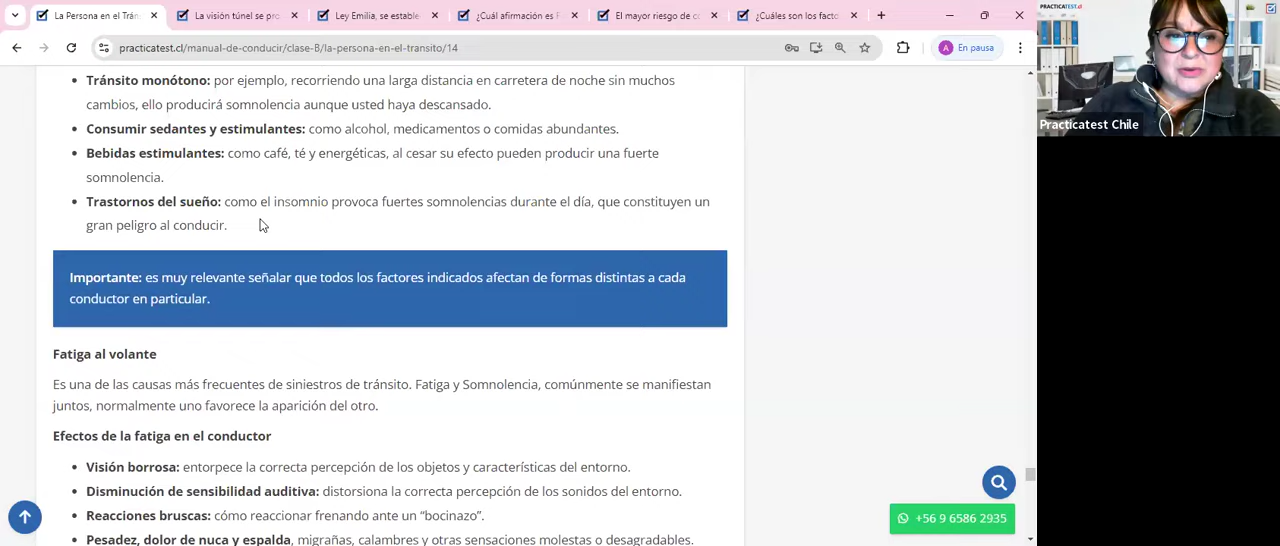 La Persona en el Trán
La visión túnel se pro
Ley Emilia: se estable
¿Cuál afirmación es F
El mayor riesgo de co
¿Cuáles son los facto
practicatest.cl/manual-de-conducir/clase-B/la-persona-en-el-transito/14
A En pausa
PRACTICATEST.cl
Practicatest Chile
• Tránsito monótono: por ejemplo, recorrer una larga distancia en carretera de noche sin muchos
cambios, ello producirá somnolencia aunque usted haya descansado.
• Consumir sedantes y estimulantes: como alcohol, medicamentos o comidas abundantes.
• Bebidas estimulantes: como café, té y energéticas, al cesar su efecto pueden producir una fuerte
somnolencia.
• Trastornos del sueño: como el insomnio provoca fuertes somnolencias durante el día, que constituyen un
gran peligro al conducir.
Importante: es muy relevante señalar que todos los factores indicados afectan de formas distintas a cada
conductor en particular.
Fatiga al volante
Es una de las causas más frecuentes de siniestros de tránsito. Fatiga y Somnolencia, comúnmente se manifiestan
juntos, normalmente uno favorece la aparición del otro.
Efectos de la fatiga en el conductor
• Visión borrosa: entorpece la correcta percepción de los objetos y características del entorno.
• Disminución de sensibilidad auditiva: distorsiona la correcta percepción de los sonidos del entorno.
• Reacciones bruscas: cómo reaccionar frenando ante un “bocinazo”.
• Pesadez, dolor de nuca y espalda, migrañas, calambres y otras sensaciones molestas o desagradables.
+56 9 6586 2935